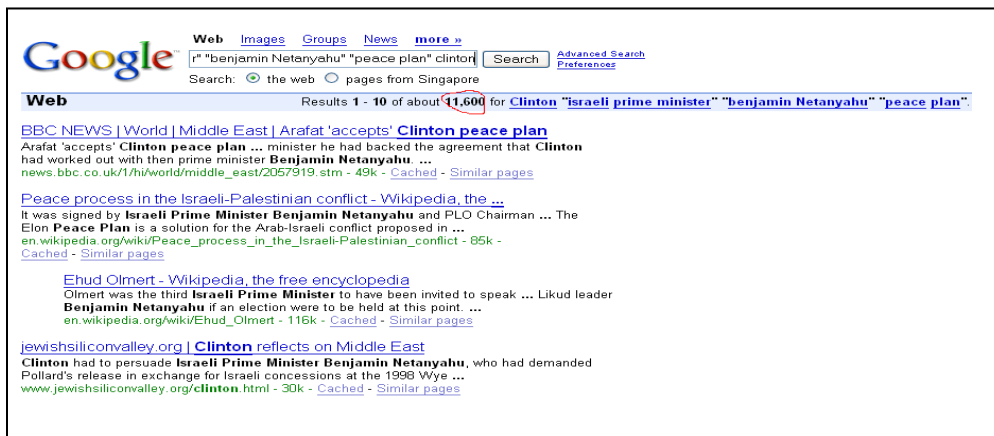 Web Images Groups News more »
Google™
r" "benjamin Netanyahu" "peace plan" clinton Search Advanced Search
Preferences
Search: the web pages from Singapore
Web Results 1 - 10 of about 11,600 for Clinton "israeli prime minister" "benjamin Netanyahu" "peace plan".
BBC NEWS | World | Middle East | Arafat 'accepts' Clinton peace plan
Arafat 'accepts' Clinton peace plan ... minister he had backed the agreement that Clinton
had worked out with then prime minister Benjamin Netanyahu. ...
news.bbc.co.uk/1/hi/world/middle_east/2057919.stm - 49k - Cached - Similar pages
Peace process in the Israeli-Palestinian conflict - Wikipedia, the ...
It was signed by Israeli Prime Minister Benjamin Netanyahu and PLO Chairman ... The
Elon Peace Plan is a solution for the Arab-Israeli conflict proposed in ...
en.wikipedia.org/wiki/Peace_process_in_the_Israeli-Palestinian_conflict - 85k -
Cached - Similar pages
Ehud Olmert - Wikipedia, the free encyclopedia
Olmert was the third Israeli Prime Minister to have been invited to speak ... Likud leader
Benjamin Netanyahu if an election were to be held at this point. ...
en.wikipedia.org/wiki/Ehud_Olmert - 116k - Cached - Similar pages
jewishsiliconvalley.org | Clinton reflects on Middle East
Clinton had to persuade Israeli Prime Minister Benjamin Netanyahu, who had demanded
Pollard's release in exchange for Israeli concessions at the 1998 Wye ...
www.jewishsiliconvalley.org/clinton.html - 30k - Cached - Similar pages